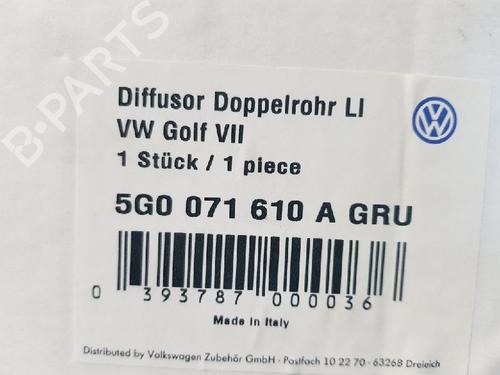 B-PARTS
Diffusor Doppelrohr LI
VW Golf VII
1 Stück / 1 piece
5G0 071 610 A GRU
0 393787 000036
Made in Italy
Distributed by Volkswagen Zubehör GmbH · Postfach 10 22 70 · 63268 Dreieich